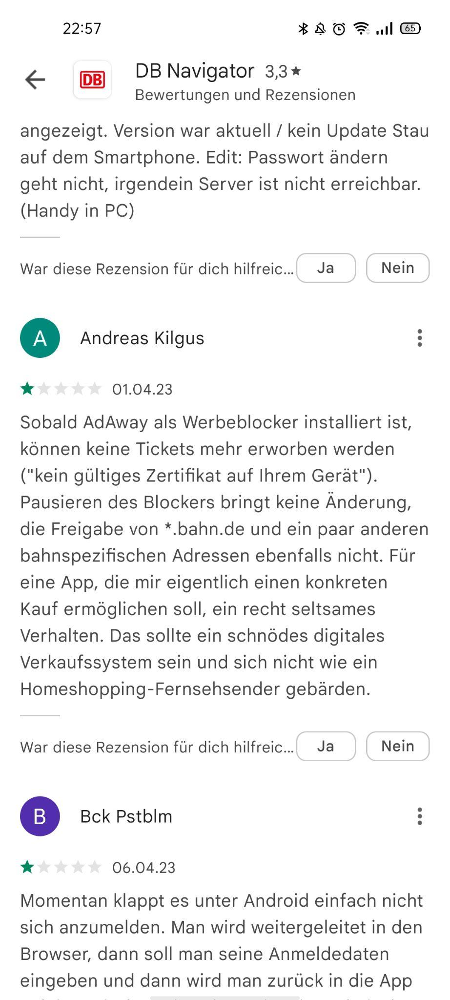 22:57
65
DB
DB Navigator 3,3★
Bewertungen und Rezensionen
angezeigt. Version war aktuell / kein Update Stau
auf dem Smartphone. Edit: Passwort ändern
geht nicht, irgendein Server ist nicht erreichbar.
(Handy in PC)
War diese Rezension für dich hilfreic... Ja Nein
A Andreas Kilgus
01.04.23
Sobald AdAway als Werbeblocker installiert ist,
können keine Tickets mehr erworben werden
("kein gültiges Zertifikat auf Ihrem Gerät").
Pausieren des Blockers bringt keine Änderung,
die Freigabe von *.bahn.de und ein paar anderen
bahnspezifischen Adressen ebenfalls nicht. Für
eine App, die mir eigentlich einen konkreten
Kauf ermöglichen soll, ein recht seltsames
Verhalten. Das sollte ein schnödes digitales
Verkaufssystem sein und sich nicht wie ein
Homeshopping-Fernsehsender gebärden.
War diese Rezension für dich hilfreic... Ja Nein
B Bck Pstblm
06.04.23
Momentan klappt es unter Android einfach nicht
sich anzumelden. Man wird weitergeleitet in den
Browser, dann soll man seine Anmeldedaten
eingeben und dann wird man zurück in die App